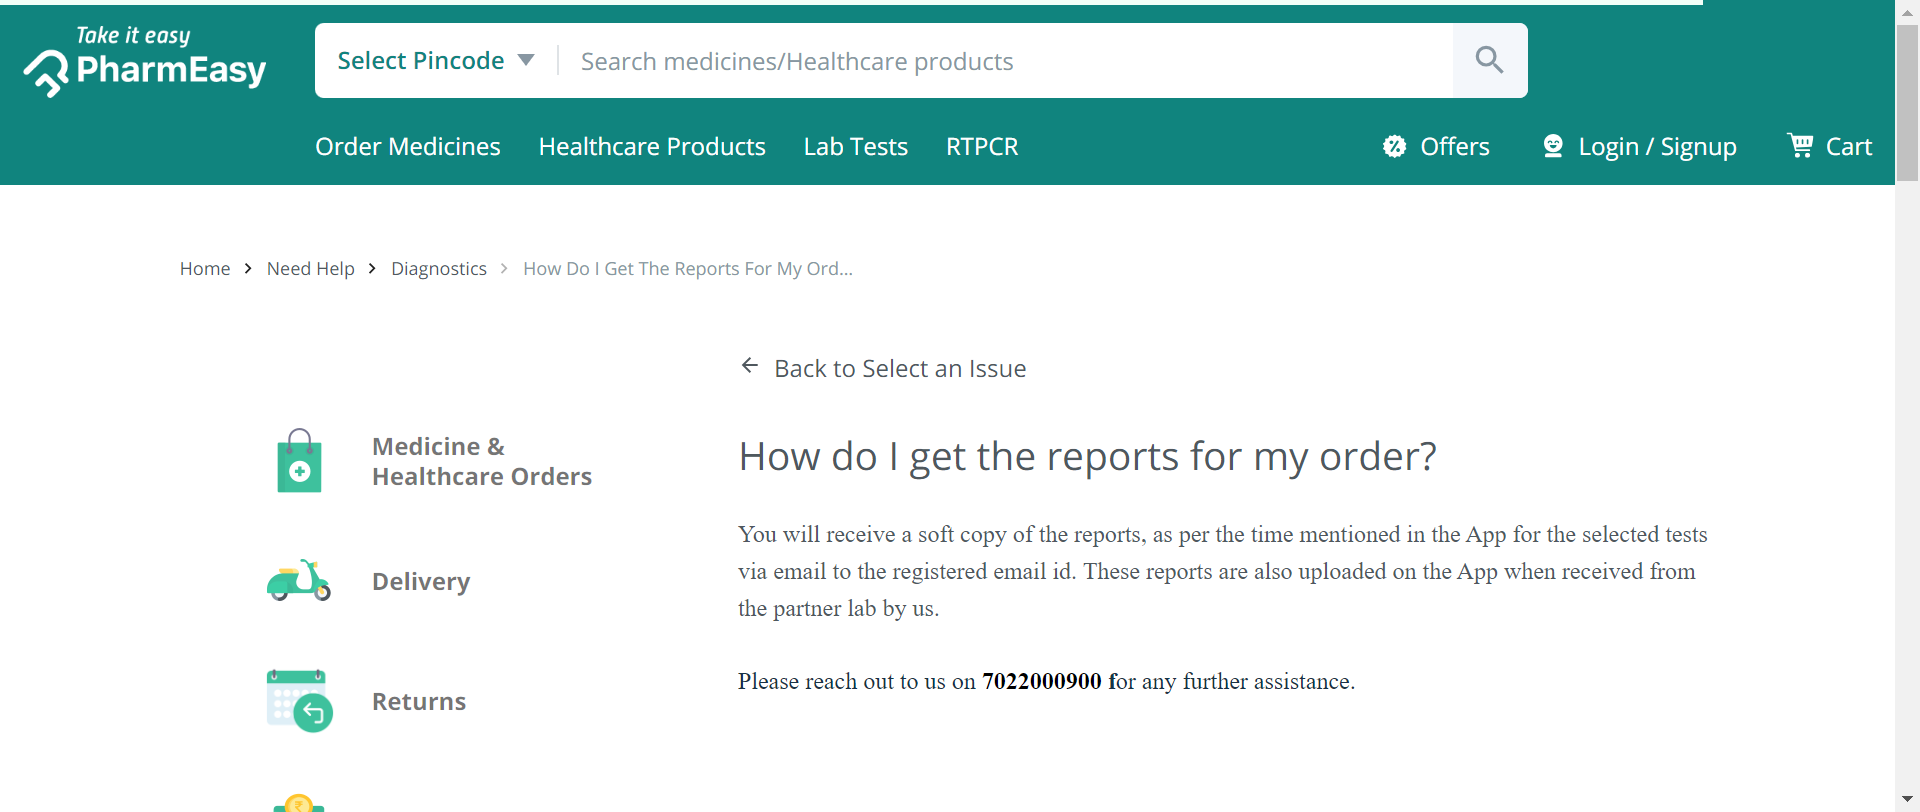 Take it easy
PharmEasy
Select Pincode
Search medicines/Healthcare products
Order Medicines
Healthcare Products
Lab Tests
RTPCR
Offers
Login / Signup
Cart
Home
Need Help
Diagnostics
How Do I Get The Reports For My Ord...
Medicine &
Healthcare Orders
Delivery
Returns
Back to Select an Issue
How do I get the reports for my order?
You will receive a soft copy of the reports, as per the time mentioned in the App for the selected tests
via email to the registered email id. These reports are also uploaded on the App when received from
the partner lab by us.
Please reach out to us on 7022000900 for any further assistance.